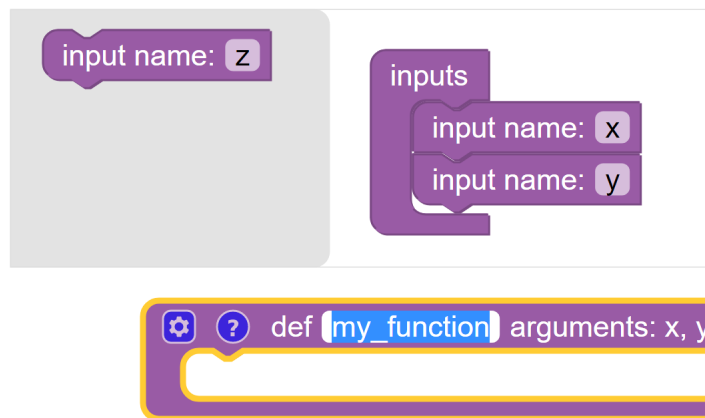 input name: z
inputs
input name: x
input name: y
? def my_function arguments: x, y